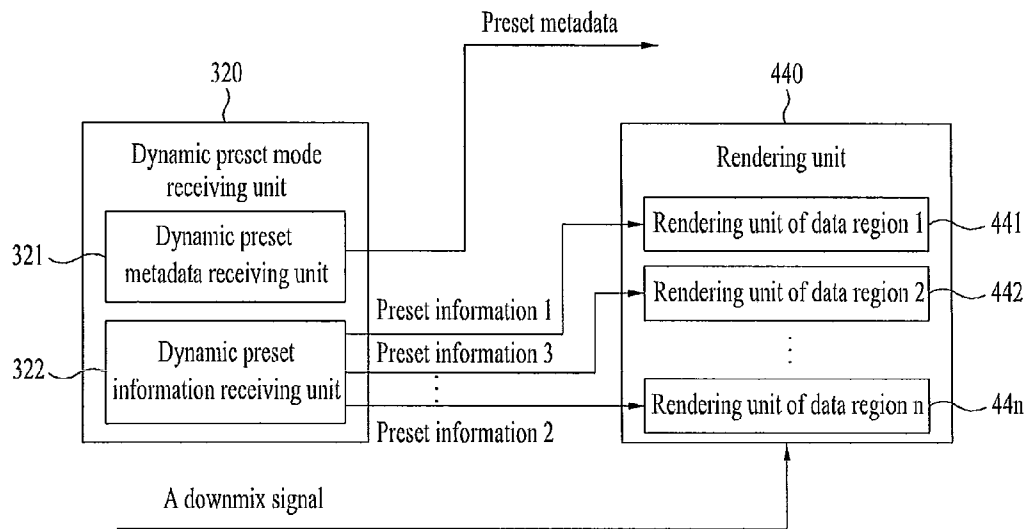 Preset metadata
320
440
Dynamic preset mode
receiving unit
Rendering unit
321
Dynamic preset
metadata receiving unit
Rendering unit of data region 1
441
Rendering unit of data region 2
442
Preset information 1
322
Dynamic preset
information receiving unit
Preset information 3
Rendering unit of data region n
44n
Preset information 2
A downmix signal